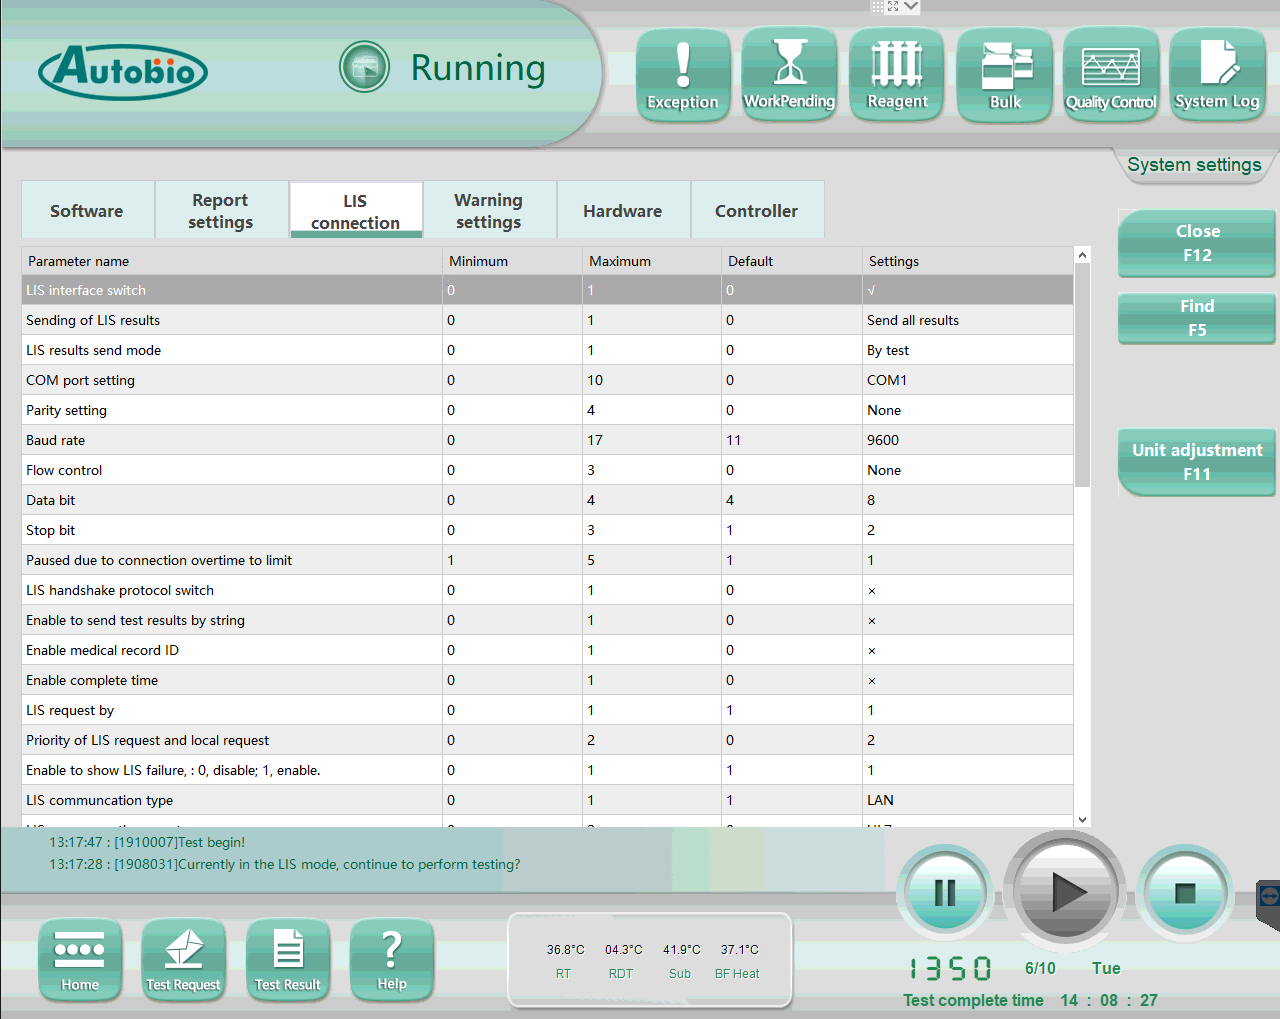 Autobio
Running
Exception
WorkPending
Reagent
Bulk
Quality Control
System Log
System settings
Software
Report settings
LIS connection
Warning settings
Hardware
Controller
Close
F12
Find
F5
Unit adjustment
F11
Parameter name Minimum Maximum Default Settings
LIS interface switch 0 1 0 √
Sending of LIS results 0 1 0 Send all results
LIS results send mode 0 1 0 By test
COM port setting 0 10 0 COM1
Parity setting 0 4 0 None
Baud rate 0 17 11 9600
Flow control 0 3 0 None
Data bit 0 4 4 8
Stop bit 0 3 1 2
Paused due to connection overtime to limit 1 5 1 1
LIS handshake protocol switch 0 1 0 ×
Enable to send test results by string 0 1 0 ×
Enable medical record ID 0 1 0 ×
Enable complete time 0 1 0 ×
LIS request by 0 1 1 1
Priority of LIS request and local request 0 2 0 2
Enable to show LIS failure, : 0, disable; 1, enable. 0 1 1 1
LIS communcation type 0 1 1 LAN
13:17:47 : [1910007]Test begin!
13:17:28 : [1908031]Currently in the LIS mode, continue to perform testing?
Home
Test Request
Test Result
Help
36.8°C 04.3°C 41.9°C 37.1°C
RT RDT Sub BF Heat
1350 6/10 Tue
Test complete time 14 : 08 : 27